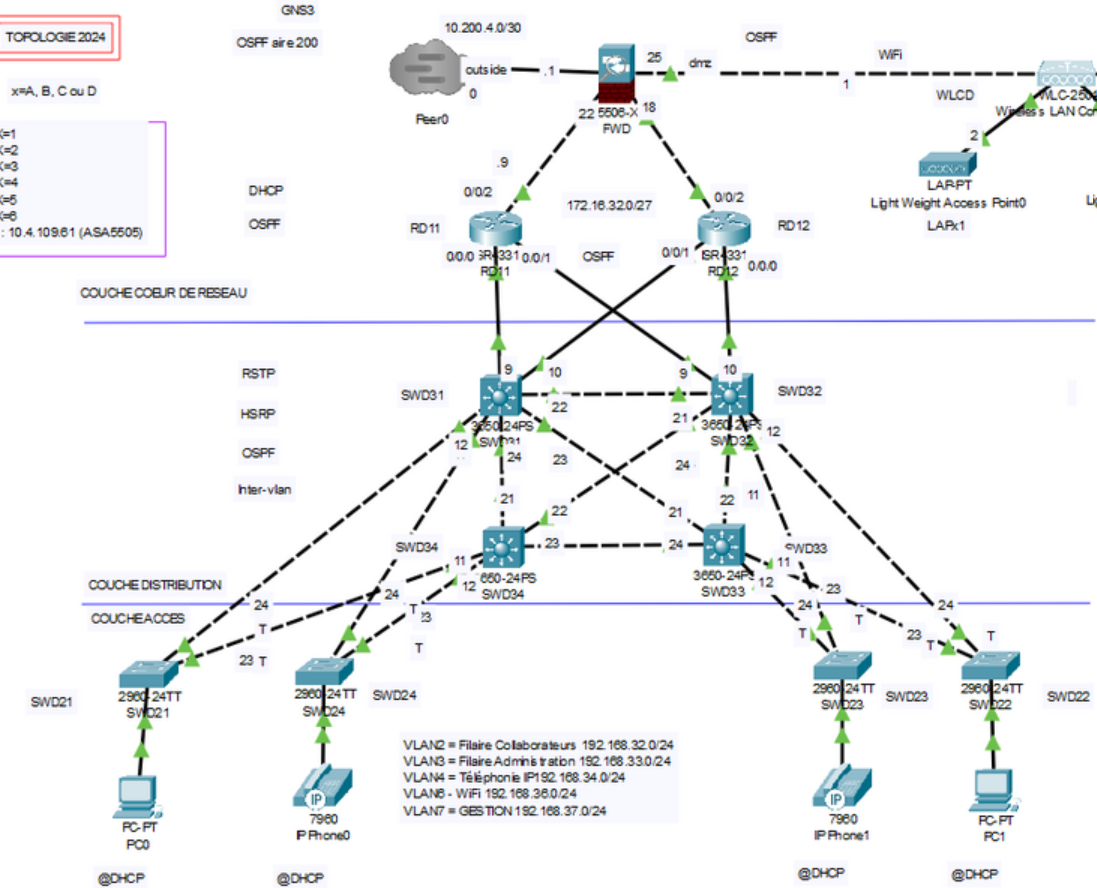 GNS3
TOPOLOGIE 2024
OSPF aire 200
10.200.4.0/30
OSPF
x=A, B, C ou D
outside
.1
25
dmz
WiFi
1
0
Peer0
WLCD
WLC-250
22
5506-X
18
FWD
2
K=1
K=2
K=3
K=4
K=5
K=6
: 10.4.109.61 (ASA5505)
.9
LAP-PT
Light Weight Access Point0
LAPx1
DHCP
0/0/2
172.16.32.0/27
0/0/2
OSPF
RD11
RD12
0/0/0
0/0/1
OSPF
0/0/1
ISR4331
RD12
0/0/0
RD11
COUCHE COEUR DE RESEAU
RSTP
SWD31
9
10
9
10
SWD32
HSRP
22
21
3650-24PS
SWD31
3650-24PS
SWD32
12
OSPF
12
24
23
24
Inter-vlan
21
22
22
11
21
SWD34
23
24
SWD33
11
12
3650-24PS
SWD34
3650-24PS
SWD33
11
12
COUCHE DISTRIBUTION
COUCHE ACCES
24
24
23
24
23
24
T
T
23
T
T
T
23
T
T
23 T
SWD21
2960-24TT
SWD21
2960-24TT
SWD24
SWD24
2960-24TT
SWD23
SWD23
2960-24TT
SWD22
SWD22
VLAN2 = Filaire Collaborateurs 192.168.32.0/24
VLAN3 = Filaire Administration 192.168.33.0/24
VLAN4 = Téléphonie IP192.168.34.0/24
VLAN6 - WiFi 192.168.36.0/24
VLAN7 = GESTION 192.168.37.0/24
PC-PT
PC0
7960
IP Phone0
7960
IP Phone1
PC-PT
PC1
@DHCP
@DHCP
@DHCP
@DHCP